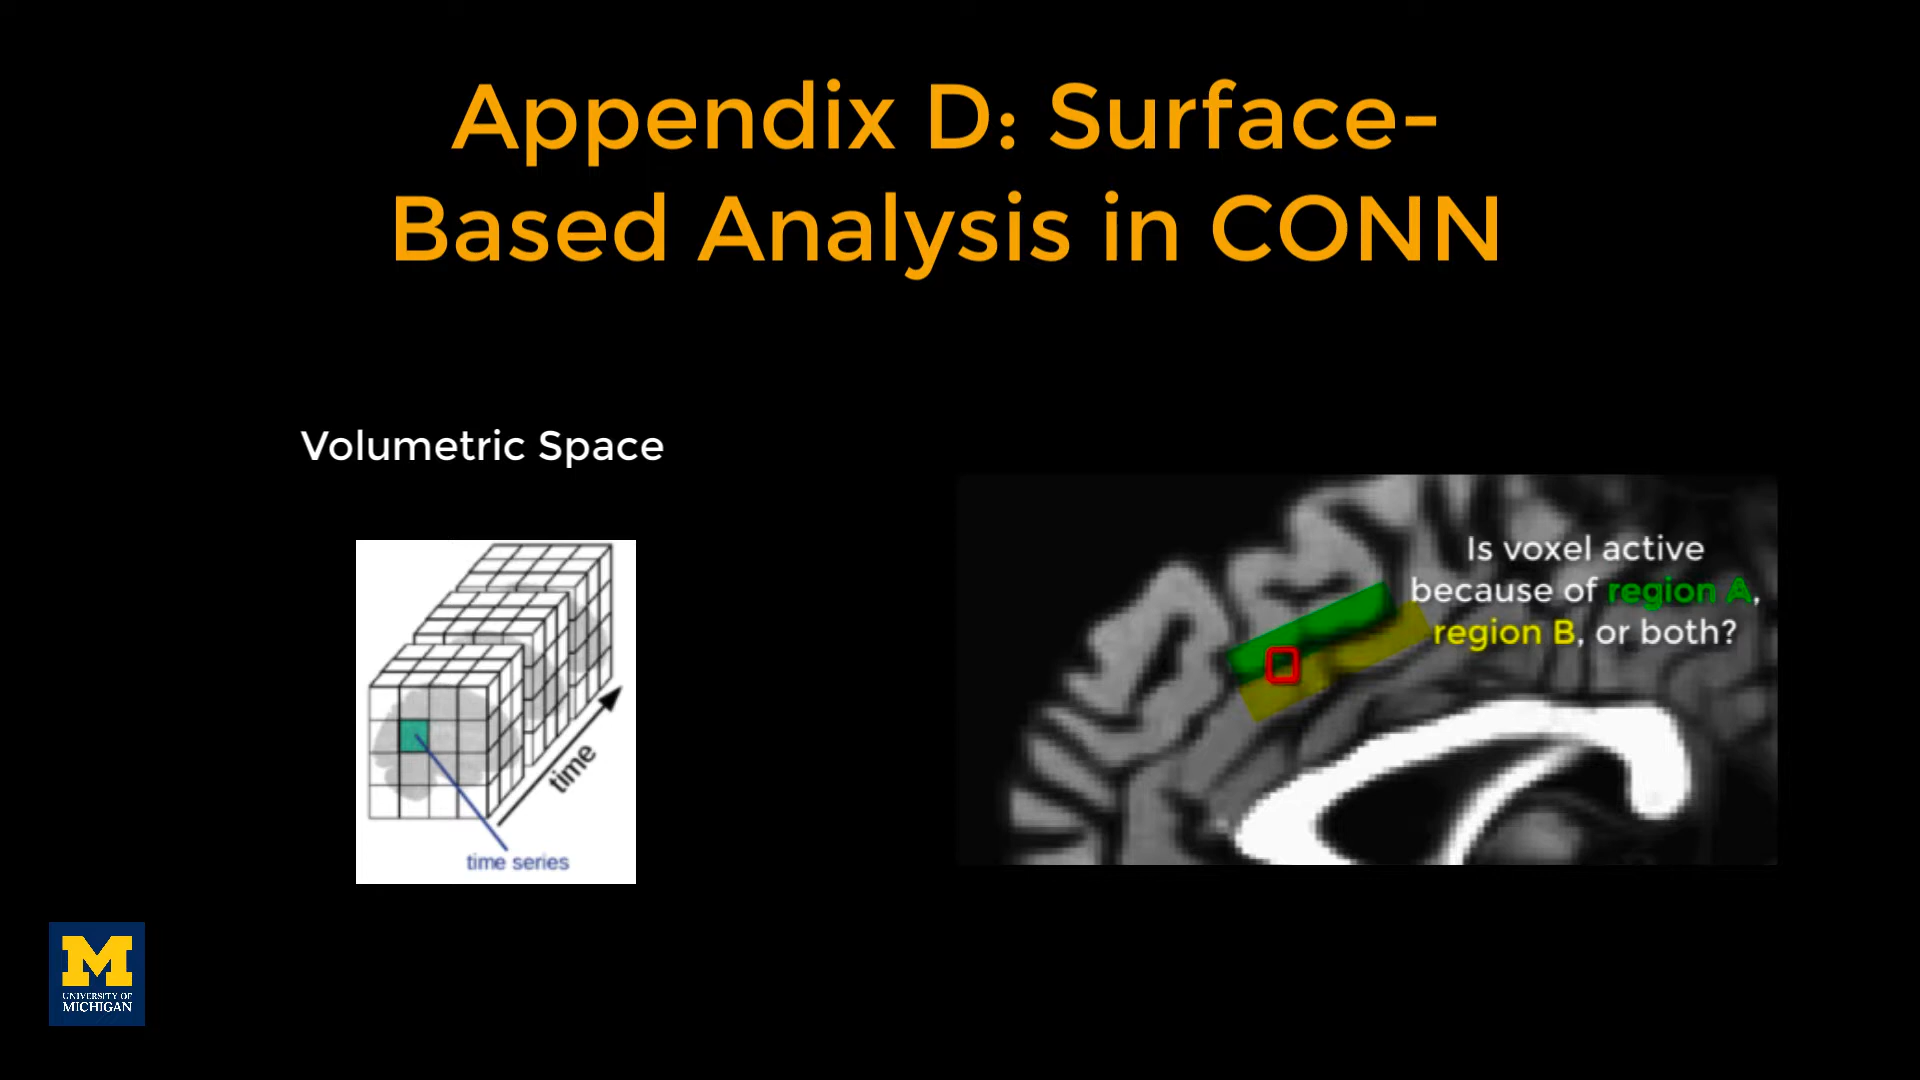 Appendix D: Surface-
Based Analysis in CONN
Volumetric Space
time
time series
Is voxel active
because of region A,
region B, or both?
M
UNIVERSITY OF
MICHIGAN